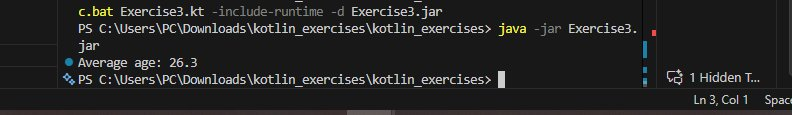 c.bat Exercise3.kt -include-runtime -d Exercise3.jar
PS C:\Users\PC\Downloads\kotlin_exercises\kotlin_exercises> java -jar Exercise3.
jar
Average age: 26.3
PS C:\Users\PC\Downloads\kotlin_exercises\kotlin_exercises>
1 Hidden T...
Ln 3, Col 1